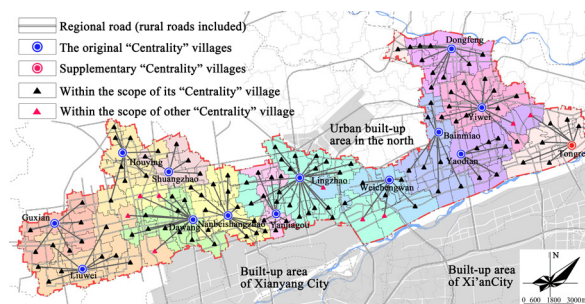 Regional road (rural roads included)
The original “Centrality” villages
Supplementary “Centrality” villages
Within the scope of its “Centrality” village
Within the scope of other “Centrality” village
Dongfeng
Yiwei
Urban built-up
area in the north
Bainmiao
Yaodian
Houying
Shuangzhao
Lingzhao
Weichengwan
Guxian
Dawang
Nanbeishangzhao
Liuwei
Built-up area
of Xianyang City
Built-up area
of Xi’anCity
N
0 600 1800 3000m